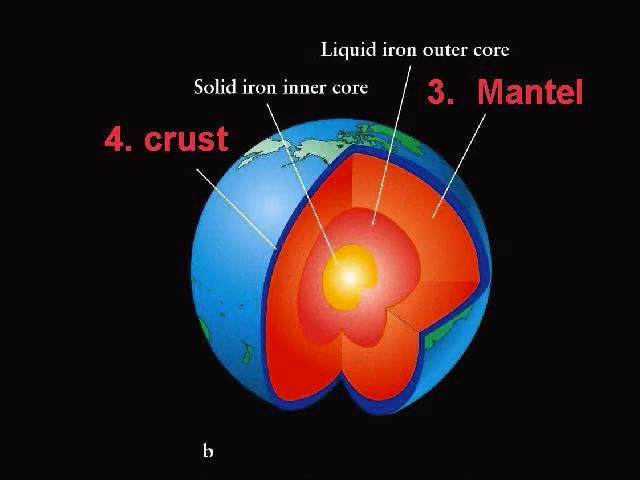 Liquid iron outer core
Solid iron inner core
3. Mantel
4. crust
b